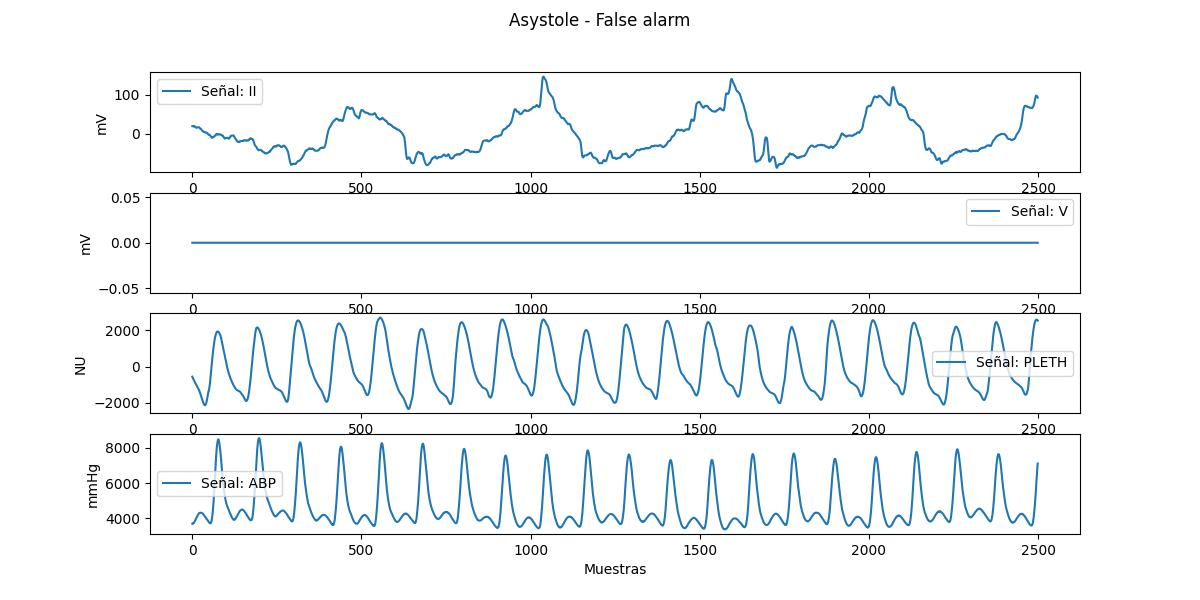 Asystole - False alarm
100
0
mV
Señal: II
0 500 1000 1500 2000 2500
0.05
0.00
−0.05
mV
Señal: V
0 500 1000 1500 2000 2500
2000
0
−2000
NU
Señal: PLETH
0 500 1000 1500 2000 2500
8000
6000
4000
mmHg
Señal: ABP
0 500 1000 1500 2000 2500
Muestras